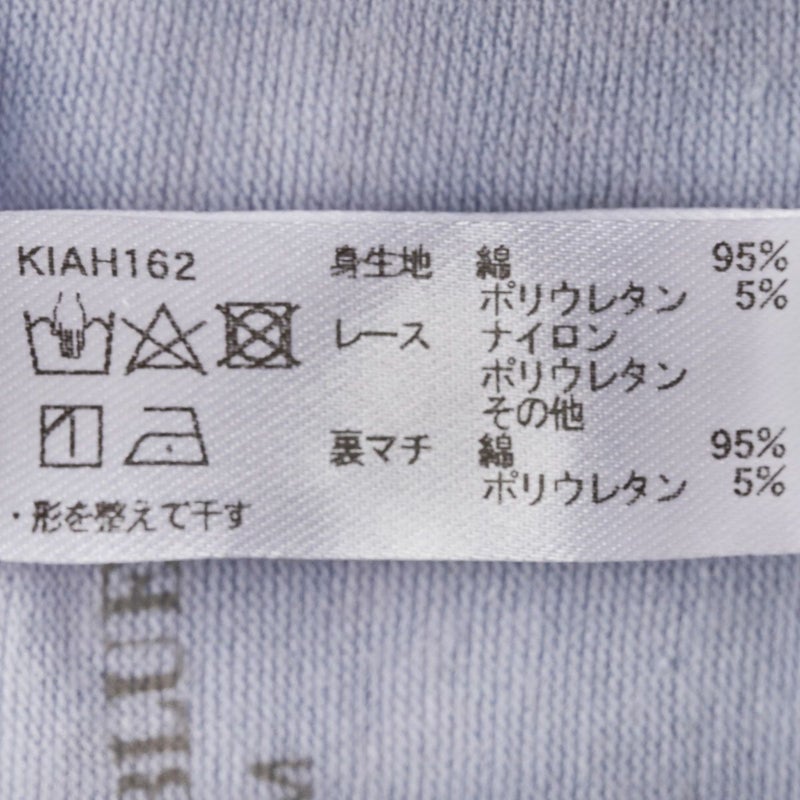 KIAH162
・形を整えて干す
身生地 綿 95%
ポリウレタン 5%
レース ナイロン
ポリウレタン
その他
裏マチ 綿 95%
ポリウレタン 5%